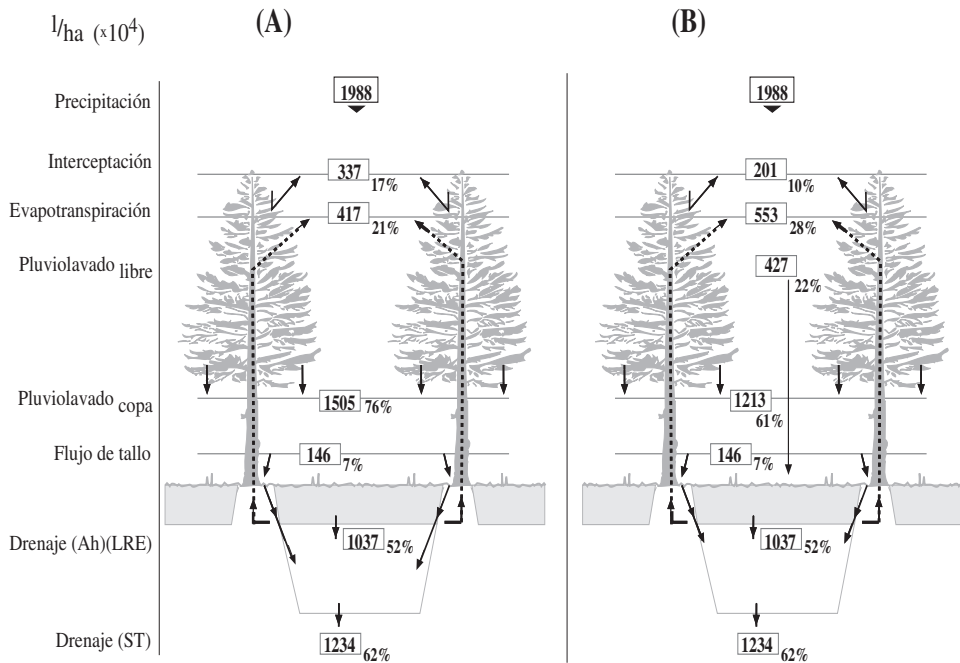 l/ha (x10⁴)
(A)
(B)
Precipitación
1988
1988
Interceptación
337 17%
201 10%
Evapotranspiración
417 21%
553 28%
Pluviolavado libre
427 22%
Pluviolavado copa
1505 76%
1213 61%
Flujo de tallo
146 7%
146 7%
Drenaje (Ah)(LRE)
1037 52%
1037 52%
Drenaje (ST)
1234 62%
1234 62%